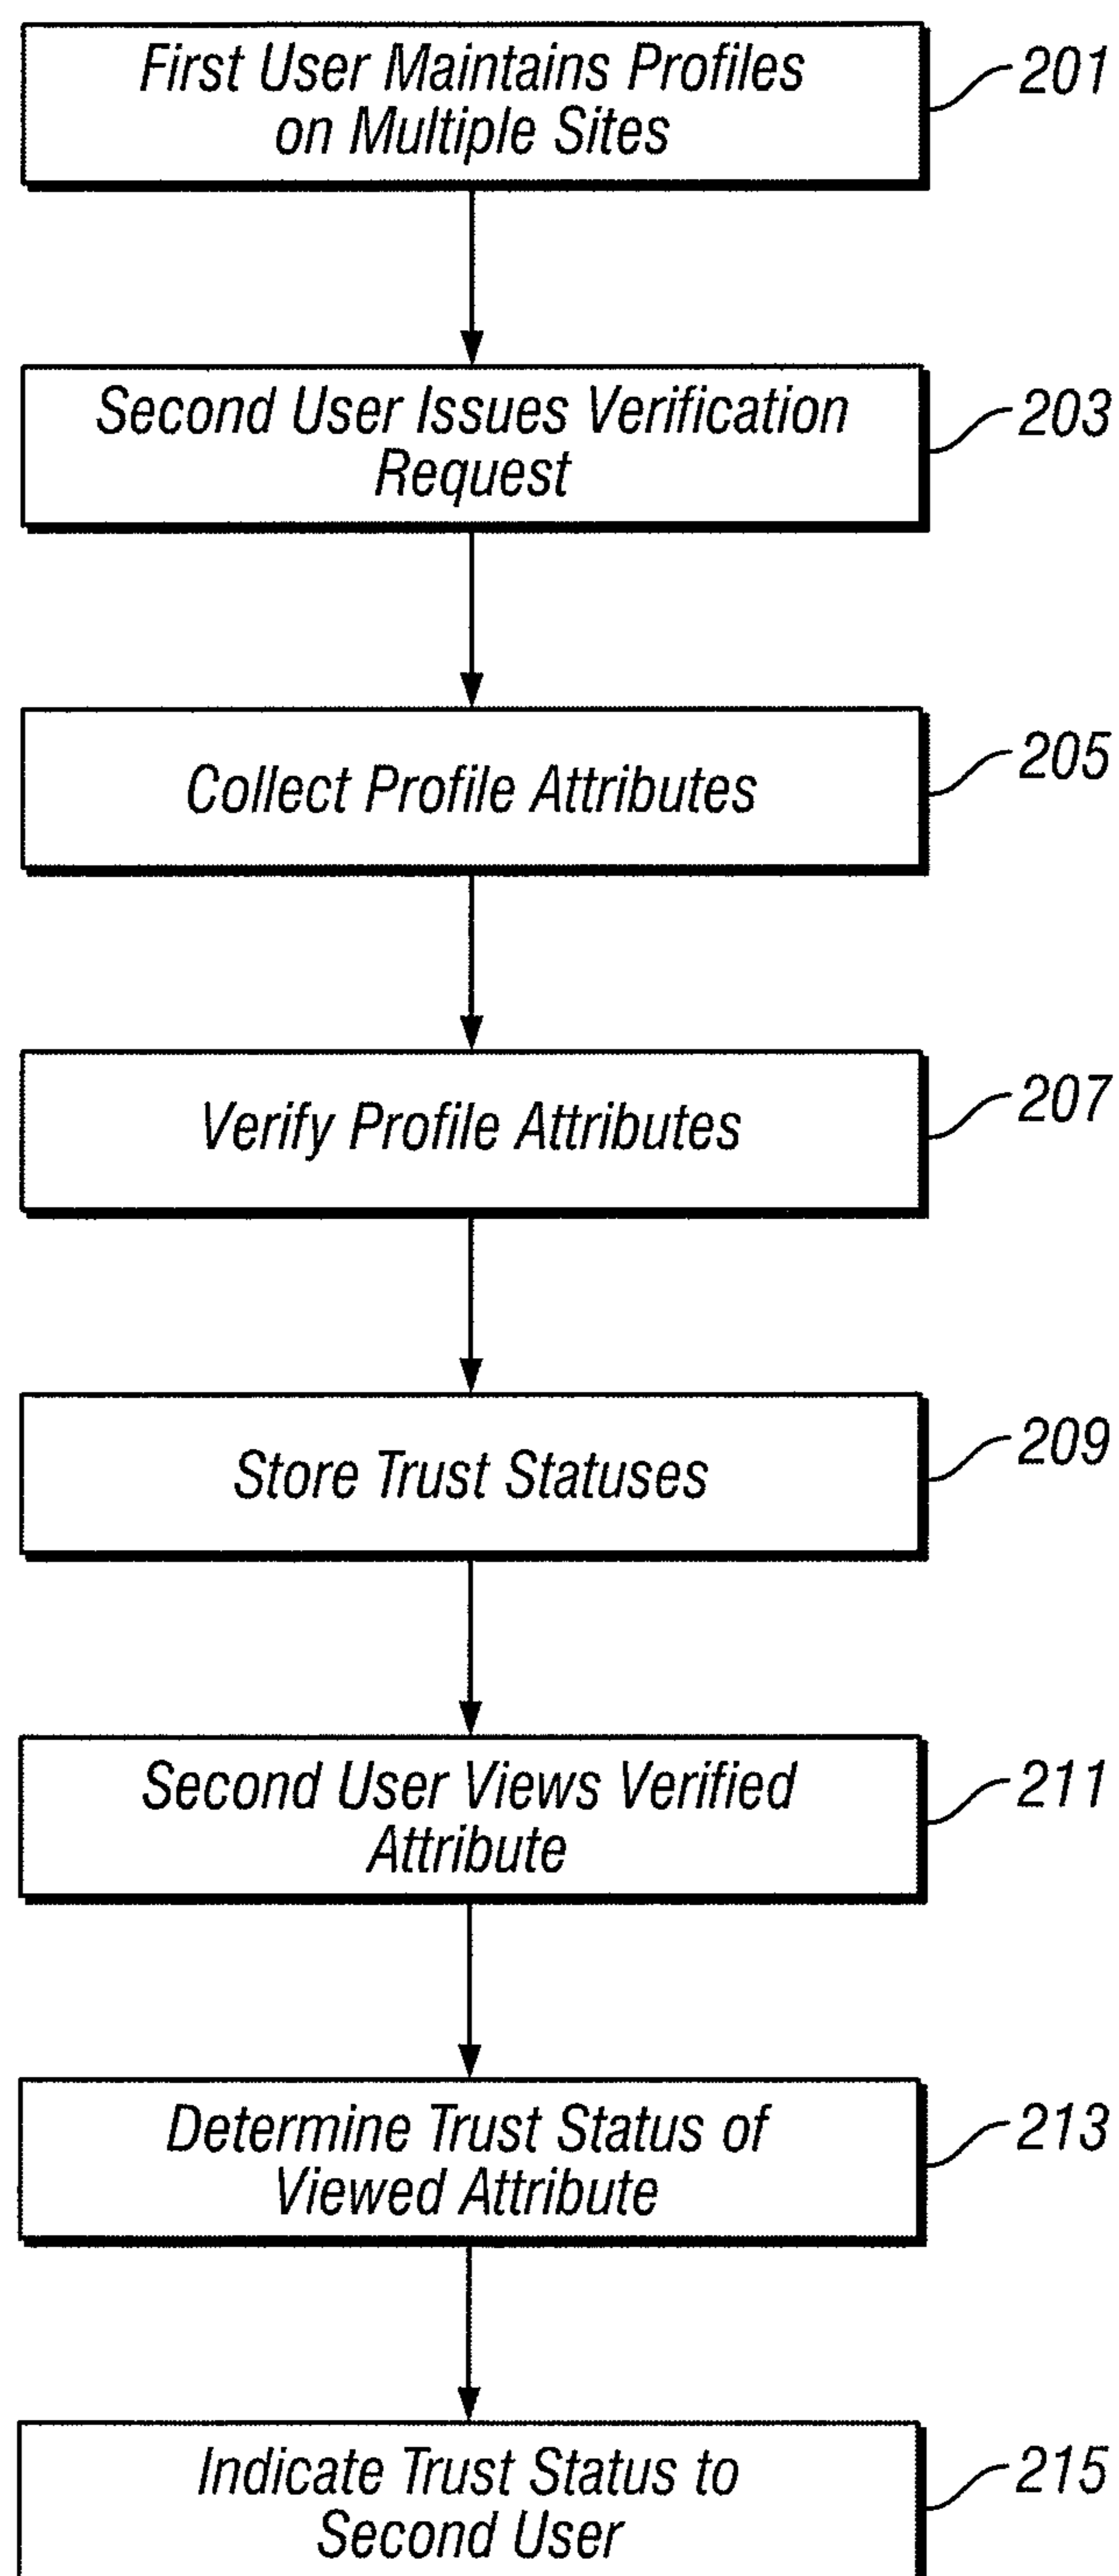 First User Maintains Profiles
on Multiple Sites
201
Second User Issues Verification
Request
203
Collect Profile Attributes
205
Verify Profile Attributes
207
Store Trust Statuses
209
Second User Views Verified
Attribute
211
Determine Trust Status of
Viewed Attribute
213
Indicate Trust Status to
Second User
215